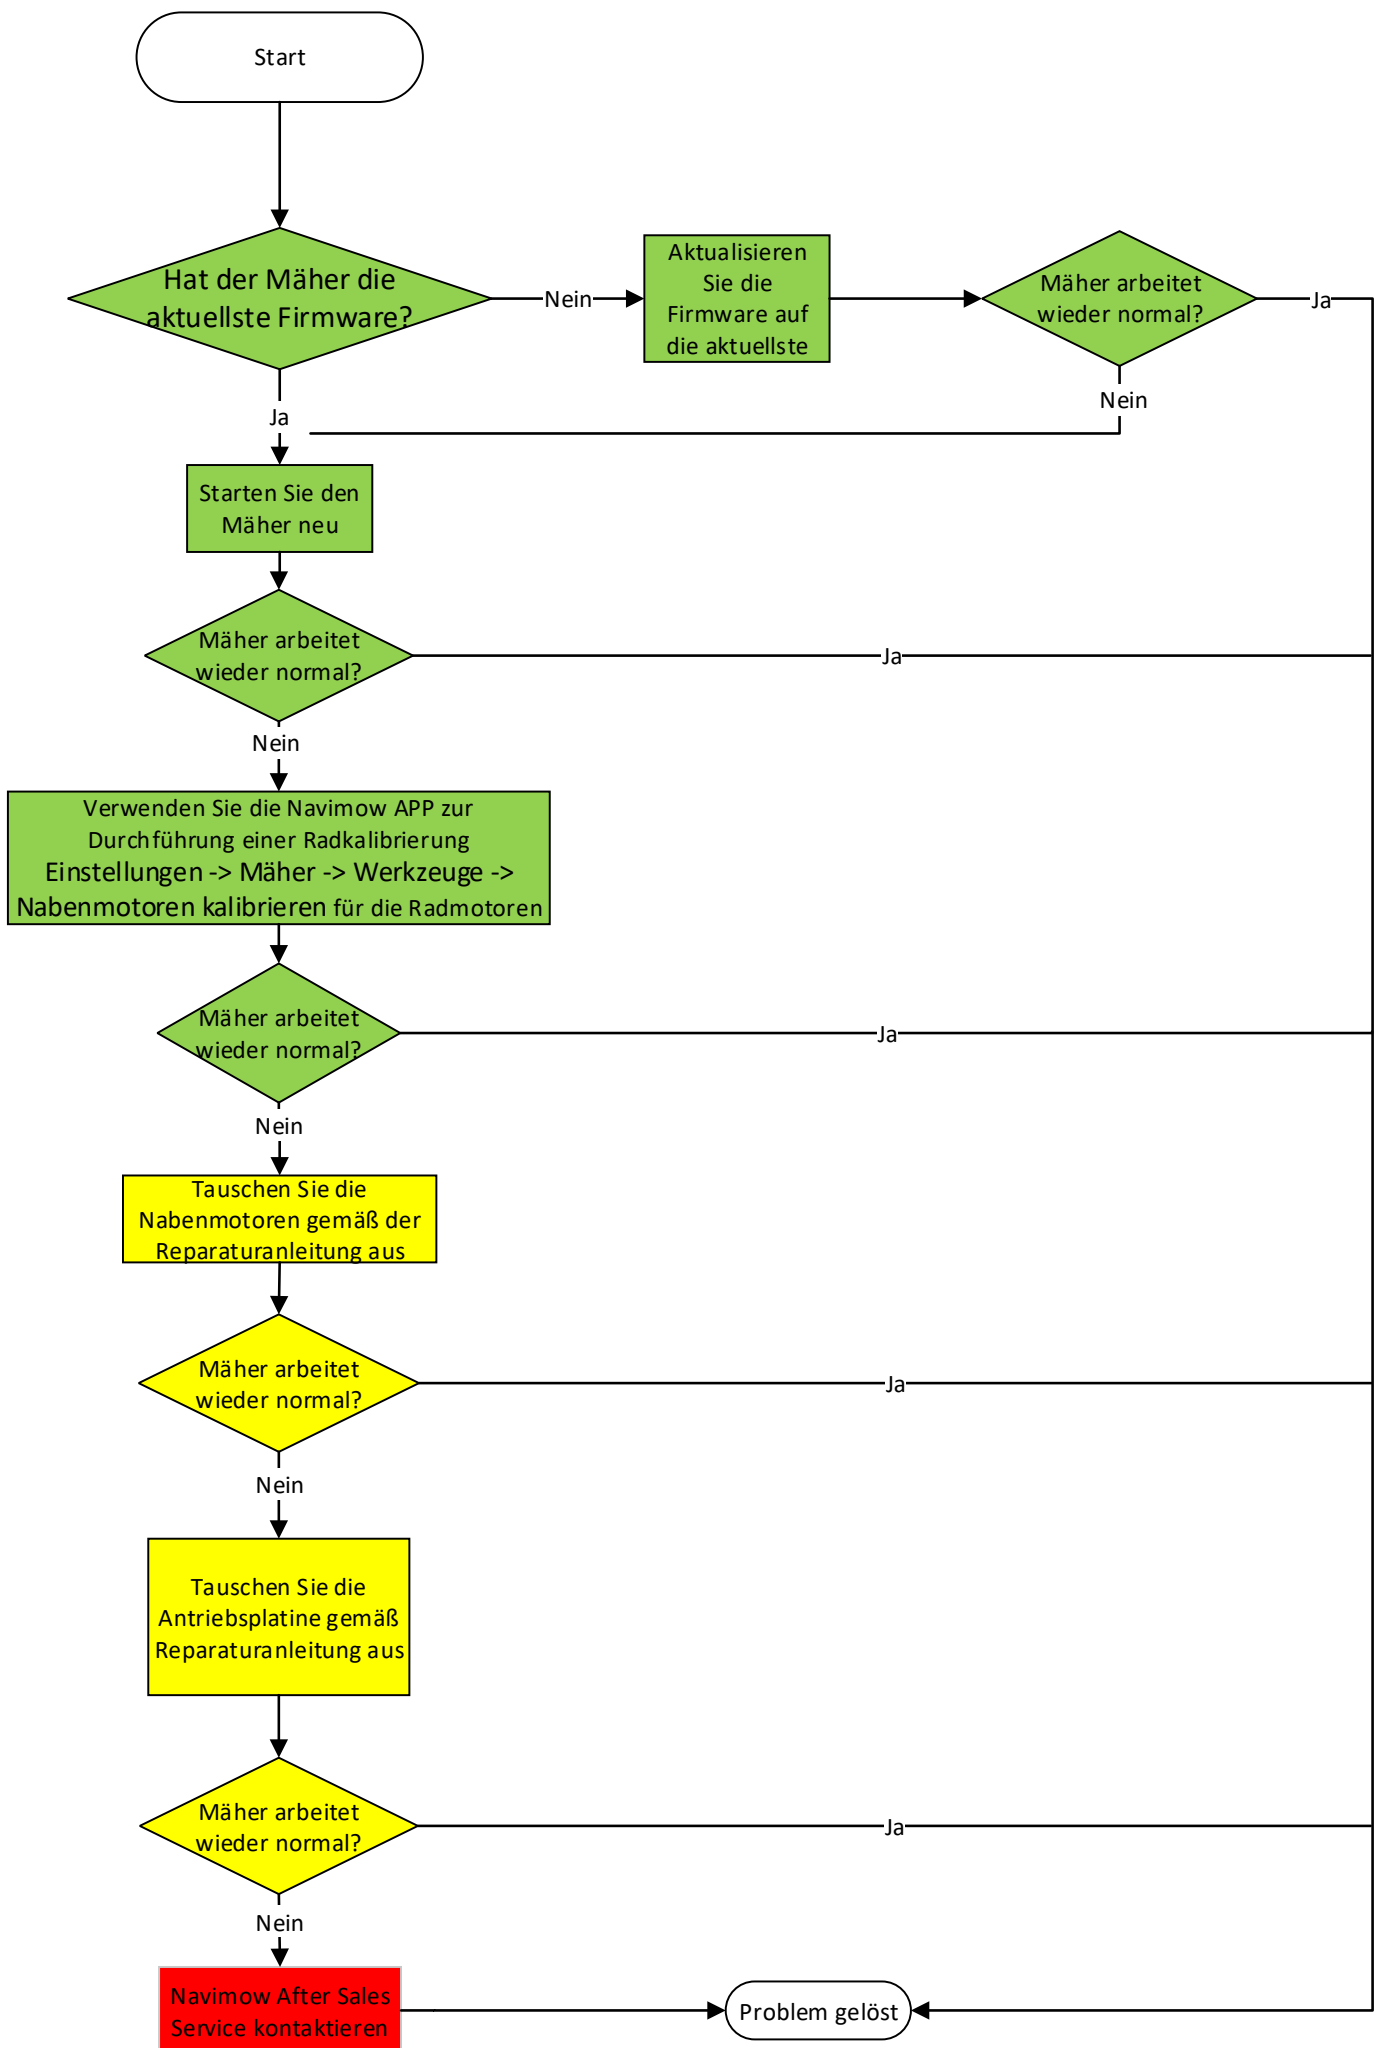 Start
Hat der Mäher die
aktuellste Firmware?
Nein
Aktualisieren
Sie die
Firmware auf
die aktuellste
Mäher arbeitet
wieder normal?
Ja
Nein
Ja
Starten Sie den
Mäher neu
Mäher arbeitet
wieder normal?
Ja
Nein
Verwenden Sie die Navimow APP zur
Durchführung einer Radkalibrierung
Einstellungen -> Mäher -> Werkzeuge ->
Nabenmotoren kalibrieren für die Radmotoren
Mäher arbeitet
wieder normal?
Ja
Nein
Tauschen Sie die
Nabenmotoren gemäß der
Reparaturanleitung aus
Mäher arbeitet
wieder normal?
Ja
Nein
Tauschen Sie die
Antriebsplatine gemäß
Reparaturanleitung aus
Mäher arbeitet
wieder normal?
Ja
Nein
Navimow After Sales
Service kontaktieren
Problem gelöst